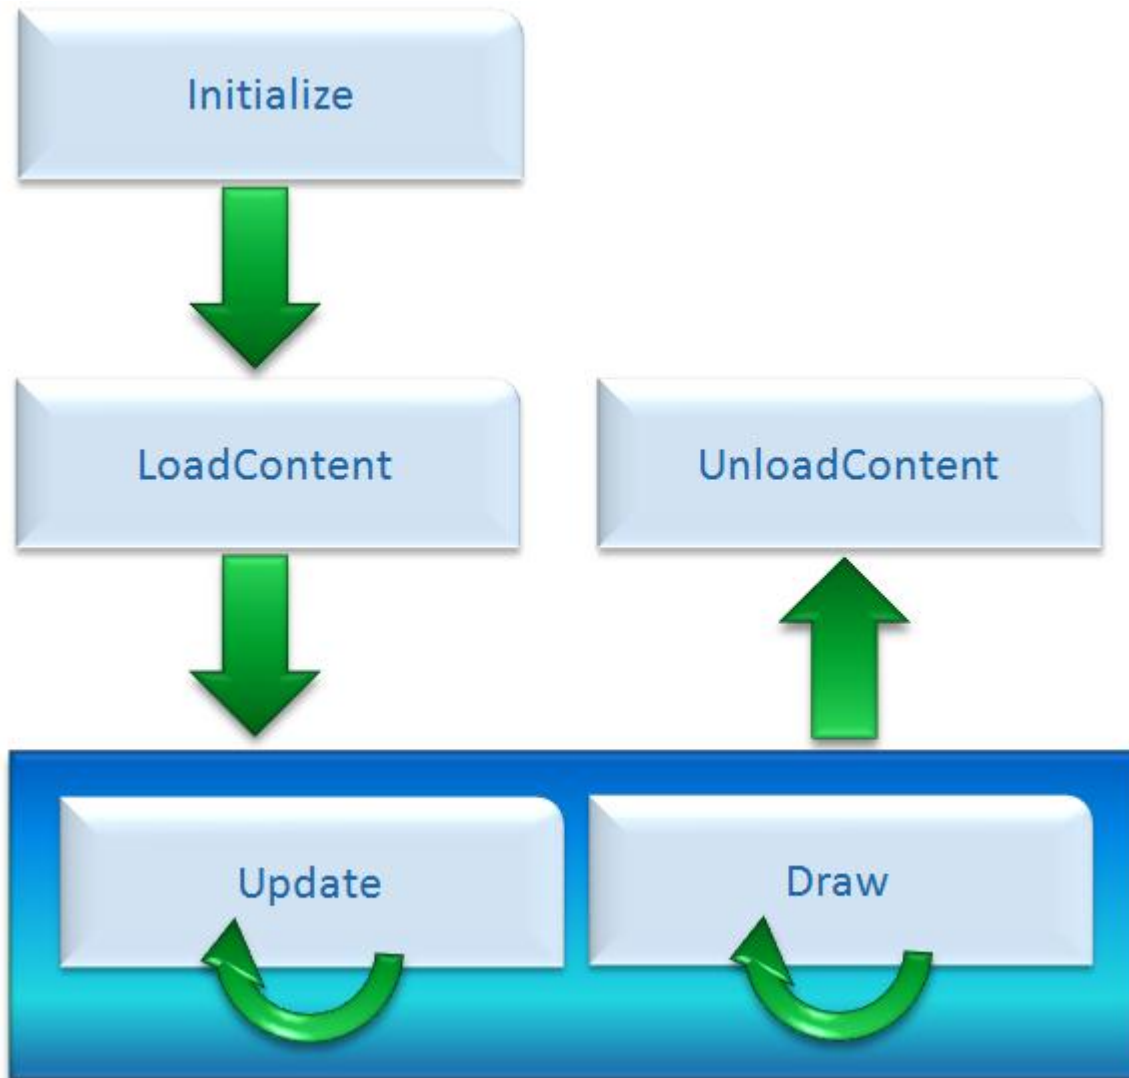 Initialize
LoadContent
UnloadContent
Update
Draw